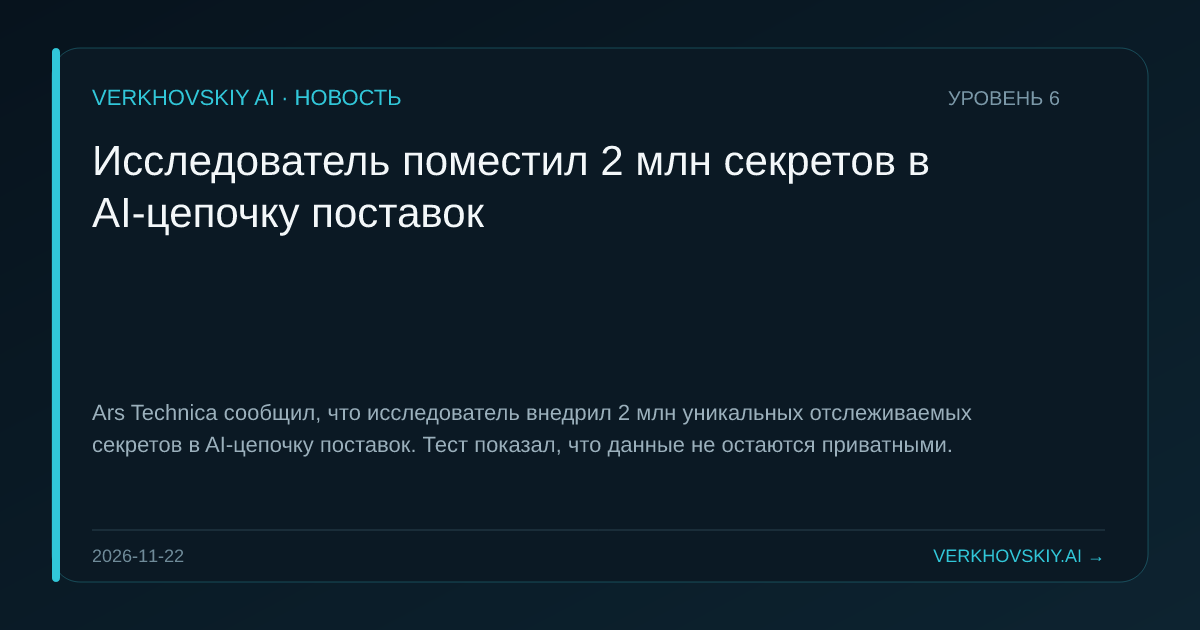 VERKHOVSKIY AI · НОВОСТЬ
УРОВЕНЬ 6
Исследователь поместил 2 млн секретов в
AI-цепочку поставок
Ars Technica сообщил, что исследователь внедрил 2 млн уникальных отслеживаемых
секретов в AI-цепочку поставок. Тест показал, что данные не остаются приватными.
2026-11-22
VERKHOVSKIY.AI →